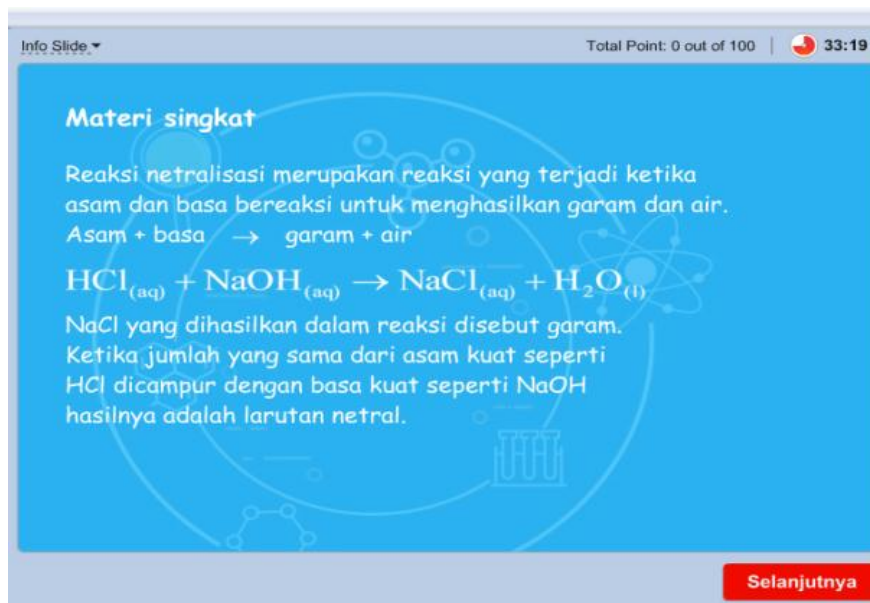 Info Slide
Total Point: 0 out of 100 | 33:19
Materi singkat
Reaksi netralisasi merupakan reaksi yang terjadi ketika
asam dan basa bereaksi untuk menghasilkan garam dan air.
Asam + basa → garam + air
HCl(aq) + NaOH(aq) → NaCl(aq) + H₂O(l)
NaCl yang dihasilkan dalam reaksi disebut garam.
Ketika jumlah yang sama dari asam kuat seperti
HCl dicampur dengan basa kuat seperti NaOH
hasilnya adalah larutan netral.
Selanjutnya